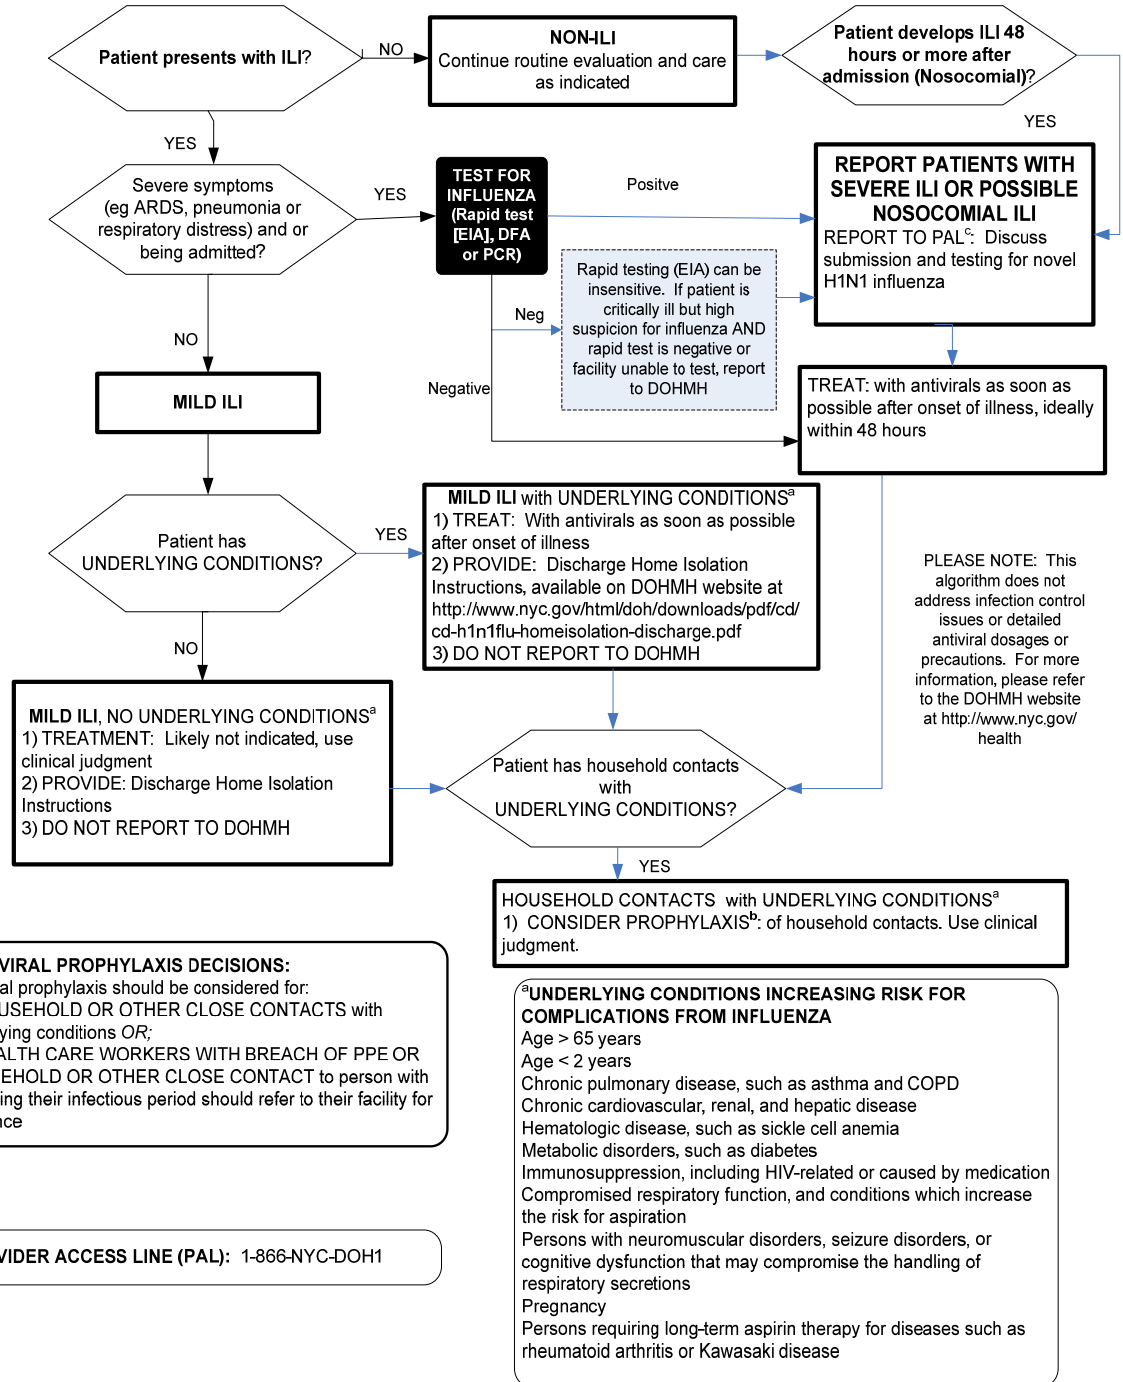 Patient presents with ILI?
NO
NON-ILI
Continue routine evaluation and care
as indicated
Patient develops ILI 48
hours or more after
admission (Nosocomial)?
YES
YES
Severe symptoms
(eg ARDS, pneumonia or
respiratory distress) and or
being admitted?
YES
TEST FOR
INFLUENZA
(Rapid test
[EIA], DFA
or PCR)
Positve
REPORT PATIENTS WITH
SEVERE ILI OR POSSIBLE
NOSOCOMIAL ILI
REPORT TO PALc: Discuss
submission and testing for novel
H1N1 influenza
Rapid testing (EIA) can be
insensitive. If patient is
critically ill but high
suspicion for influenza AND
rapid test is negative or
facility unable to test, report
to DOHMH
Neg
NO
Negative
MILD ILI
TREAT: with antivirals as soon as
possible after onset of illness, ideally
within 48 hours
Patient has
UNDERLYING CONDITIONS?
YES
MILD ILI with UNDERLYING CONDITIONSa
1) TREAT: With antivirals as soon as possible
after onset of illness
2) PROVIDE: Discharge Home Isolation
Instructions, available on DOHMH website at
http://www.nyc.gov/html/doh/downloads/pdf/cd/
cd-h1n1flu-homeisolation-discharge.pdf
3) DO NOT REPORT TO DOHMH
PLEASE NOTE: This
algorithm does not
address infection control
issues or detailed
antiviral dosages or
precautions. For more
information, please refer
to the DOHMH website
at http://www.nyc.gov/
health
NO
MILD ILI, NO UNDERLYING CONDITIONSa
1) TREATMENT: Likely not indicated, use
clinical judgment
2) PROVIDE: Discharge Home Isolation
Instructions
3) DO NOT REPORT TO DOHMH
Patient has household contacts
with
UNDERLYING CONDITIONS?
YES
HOUSEHOLD CONTACTS with UNDERLYING CONDITIONSa
1) CONSIDER PROPHYLAXISb: of household contacts. Use clinical
judgment.
VIRAL PROPHYLAXIS DECISIONS:
al prophylaxis should be considered for:
USEHOLD OR OTHER CLOSE CONTACTS with
ying conditions OR;
ALTH CARE WORKERS WITH BREACH OF PPE OR
EHOLD OR OTHER CLOSE CONTACT to person with
ing their infectious period should refer to their facility for
nce
VIDER ACCESS LINE (PAL): 1-866-NYC-DOH1
aUNDERLYING CONDITIONS INCREASING RISK FOR
COMPLICATIONS FROM INFLUENZA
Age > 65 years
Age < 2 years
Chronic pulmonary disease, such as asthma and COPD
Chronic cardiovascular, renal, and hepatic disease
Hematologic disease, such as sickle cell anemia
Metabolic disorders, such as diabetes
Immunosuppression, including HIV-related or caused by medication
Compromised respiratory function, and conditions which increase
the risk for aspiration
Persons with neuromuscular disorders, seizure disorders, or
cognitive dysfunction that may compromise the handling of
respiratory secretions
Pregnancy
Persons requiring long-term aspirin therapy for diseases such as
rheumatoid arthritis or Kawasaki disease